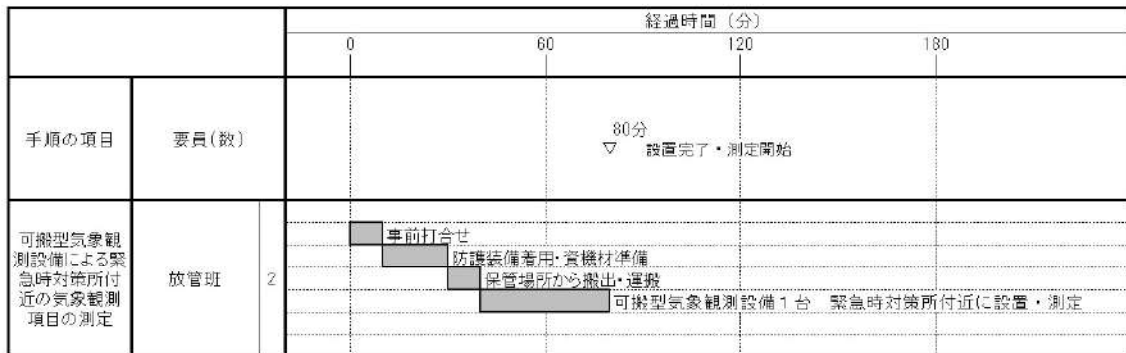 経過時間（分）
0 60 120 180
手順の項目
要員(数)
80分
▽ 設置完了・測定開始
可搬型気象観
測設備による緊
急時対策所付
近の気象観測
項目の測定
放管班
2
事前打合せ
防護装備着用・資機材準備
保管場所から搬出・運搬
可搬型気象観測設備１台　緊急時対策所付近に設置・測定